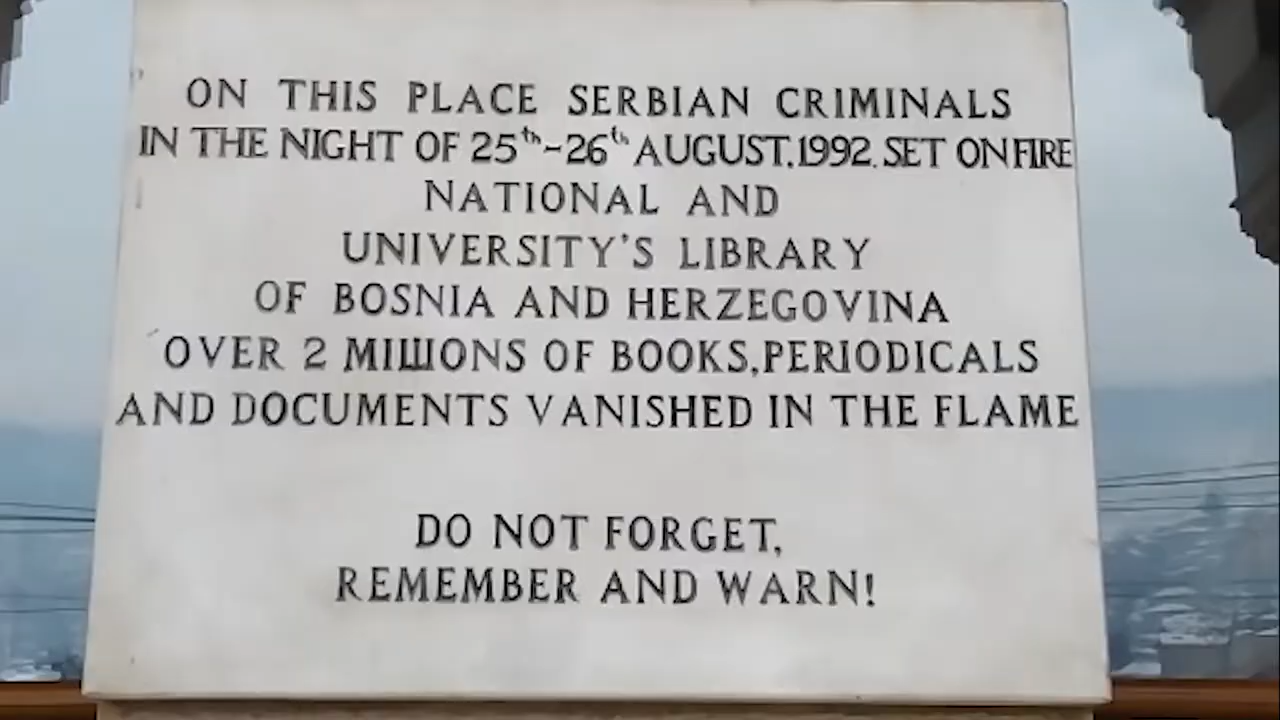 ON THIS PLACE SERBIAN CRIMINALS
IN THE NIGHT OF 25th-26th AUGUST.1992. SET ON FIRE
NATIONAL AND
UNIVERSITY'S LIBRARY
OF BOSNIA AND HERZEGOVINA
OVER 2 MILLIONS OF BOOKS,PERIODICALS
AND DOCUMENTS VANISHED IN THE FLAME
DO NOT FORGET,
REMEMBER AND WARN!